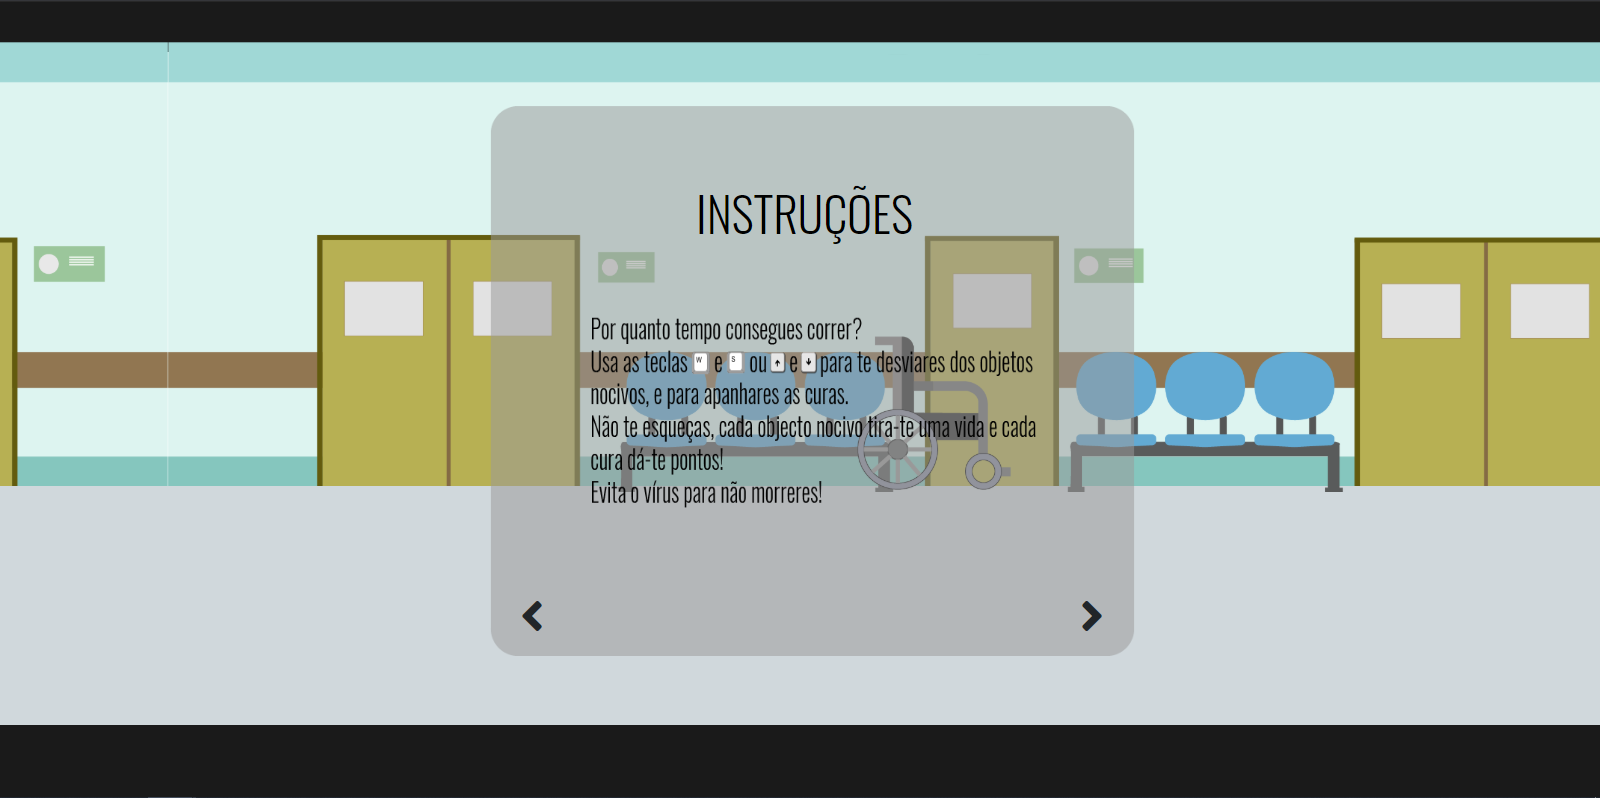 INSTRUÇÕES
Por quanto tempo consegues correr?
Usa as teclas W e S ou ↑ e ↓ para te desviares dos objetos
nocivos, e para apanhares as curas.
Não te esqueças, cada objecto nocivo tira-te uma vida e cada
cura dá-te pontos!
Evita o vírus para não morreres!